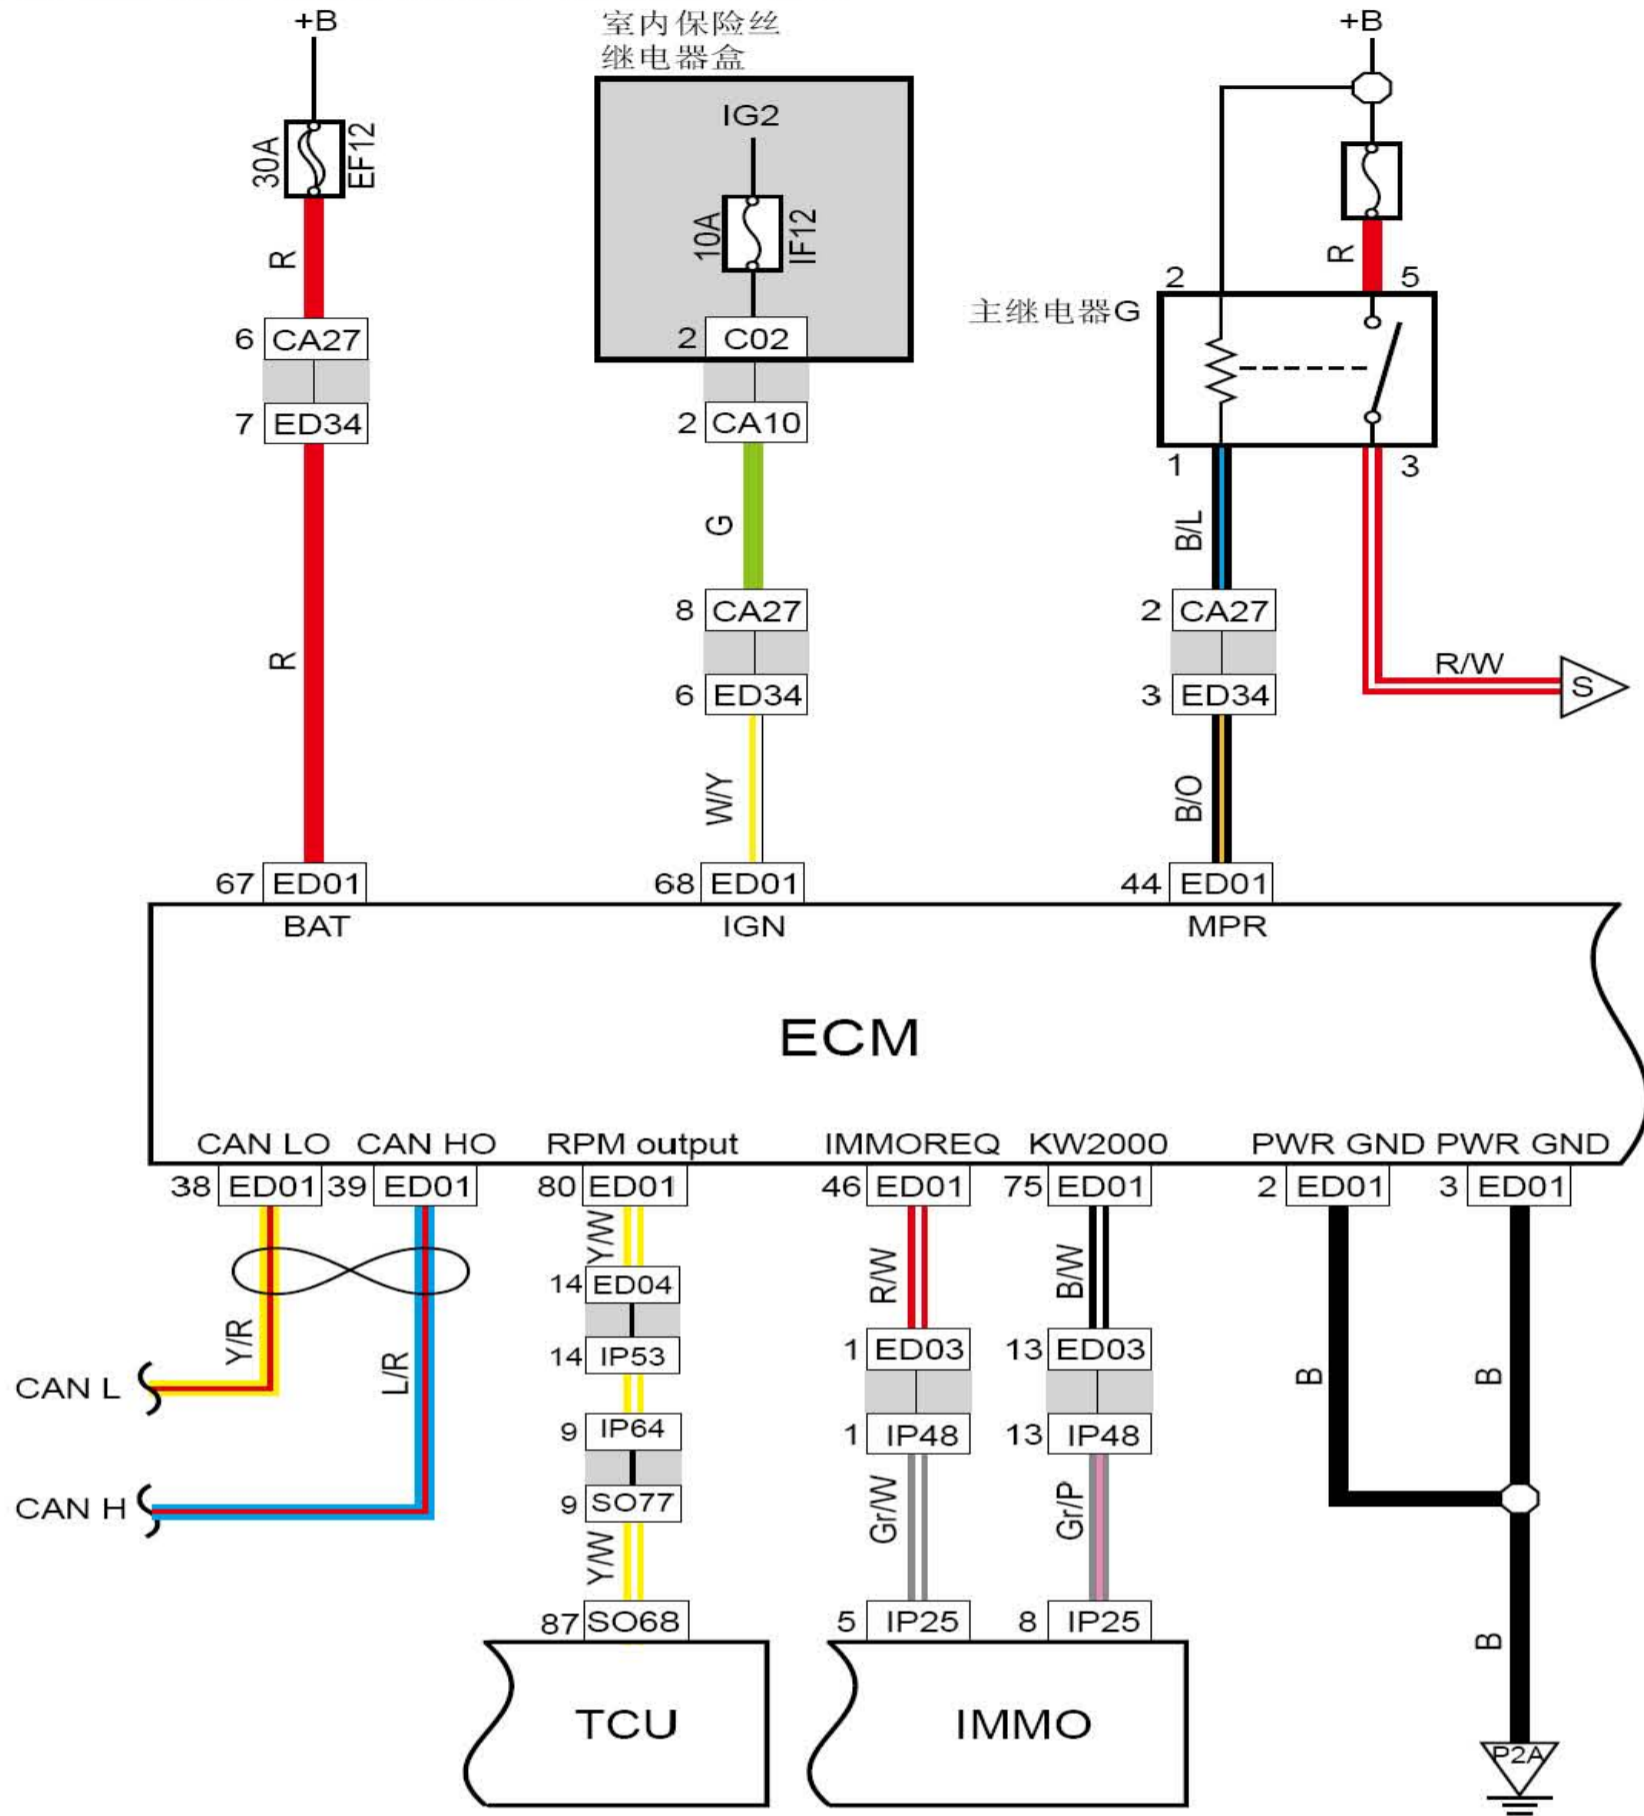 +B
室内保险丝
继电器盒
+B
IG2
30A
EF12
10A
IF12
R
R
2
5
主继电器G
6 CA27
2 C02
7 ED34
2 CA10
1
3
G
B/L
8 CA27
2 CA27
R
R/W
S
6 ED34
3 ED34
W/Y
B/O
67 ED01
68 ED01
44 ED01
BAT
IGN
MPR
ECM
CAN LO
CAN HO
RPM output
IMMOREQ
KW2000
PWR GND
PWR GND
38 ED01
39 ED01
80 ED01
46 ED01
75 ED01
2 ED01
3 ED01
Y/W
R/W
B/W
14 ED04
Y/R
L/R
14 IP53
1 ED03
13 ED03
B
B
CAN L
9 IP64
1 IP48
13 IP48
CAN H
9 SO77
Gr/W
Gr/P
Y/W
87 SO68
5 IP25
8 IP25
B
TCU
IMMO
P2A